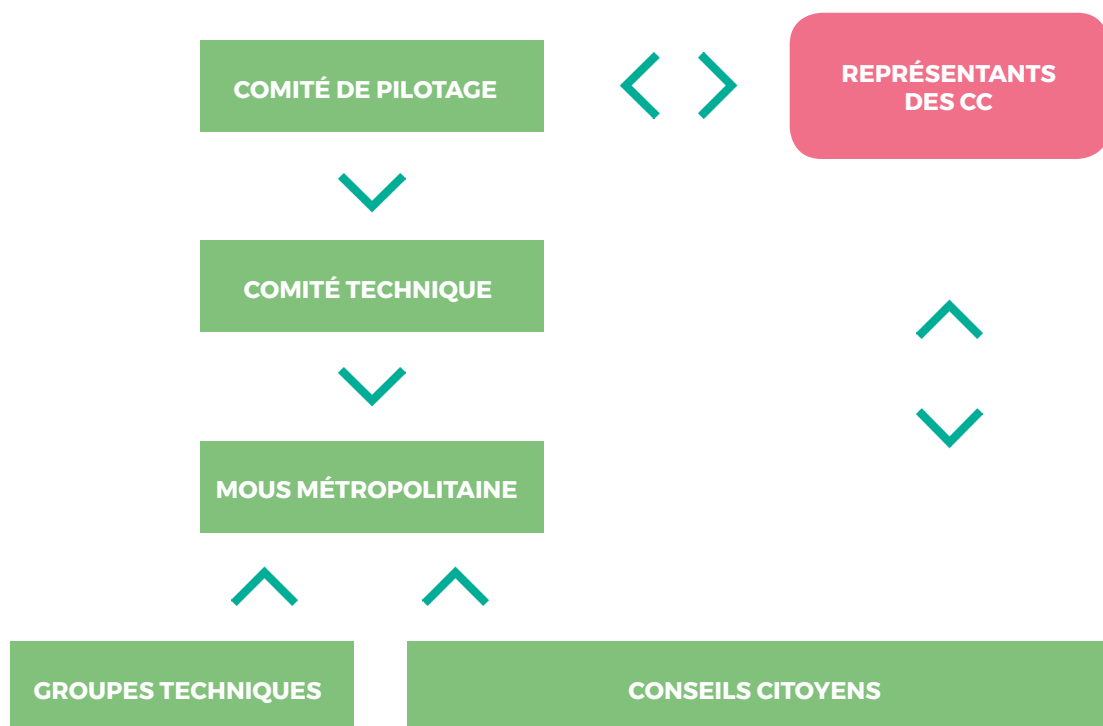 COMITÉ DE PILOTAGE
REPRÉSENTANTS
DES CC
COMITÉ TECHNIQUE
MOUS MÉTROPOLITAINE
GROUPES TECHNIQUES
CONSEILS CITOYENS